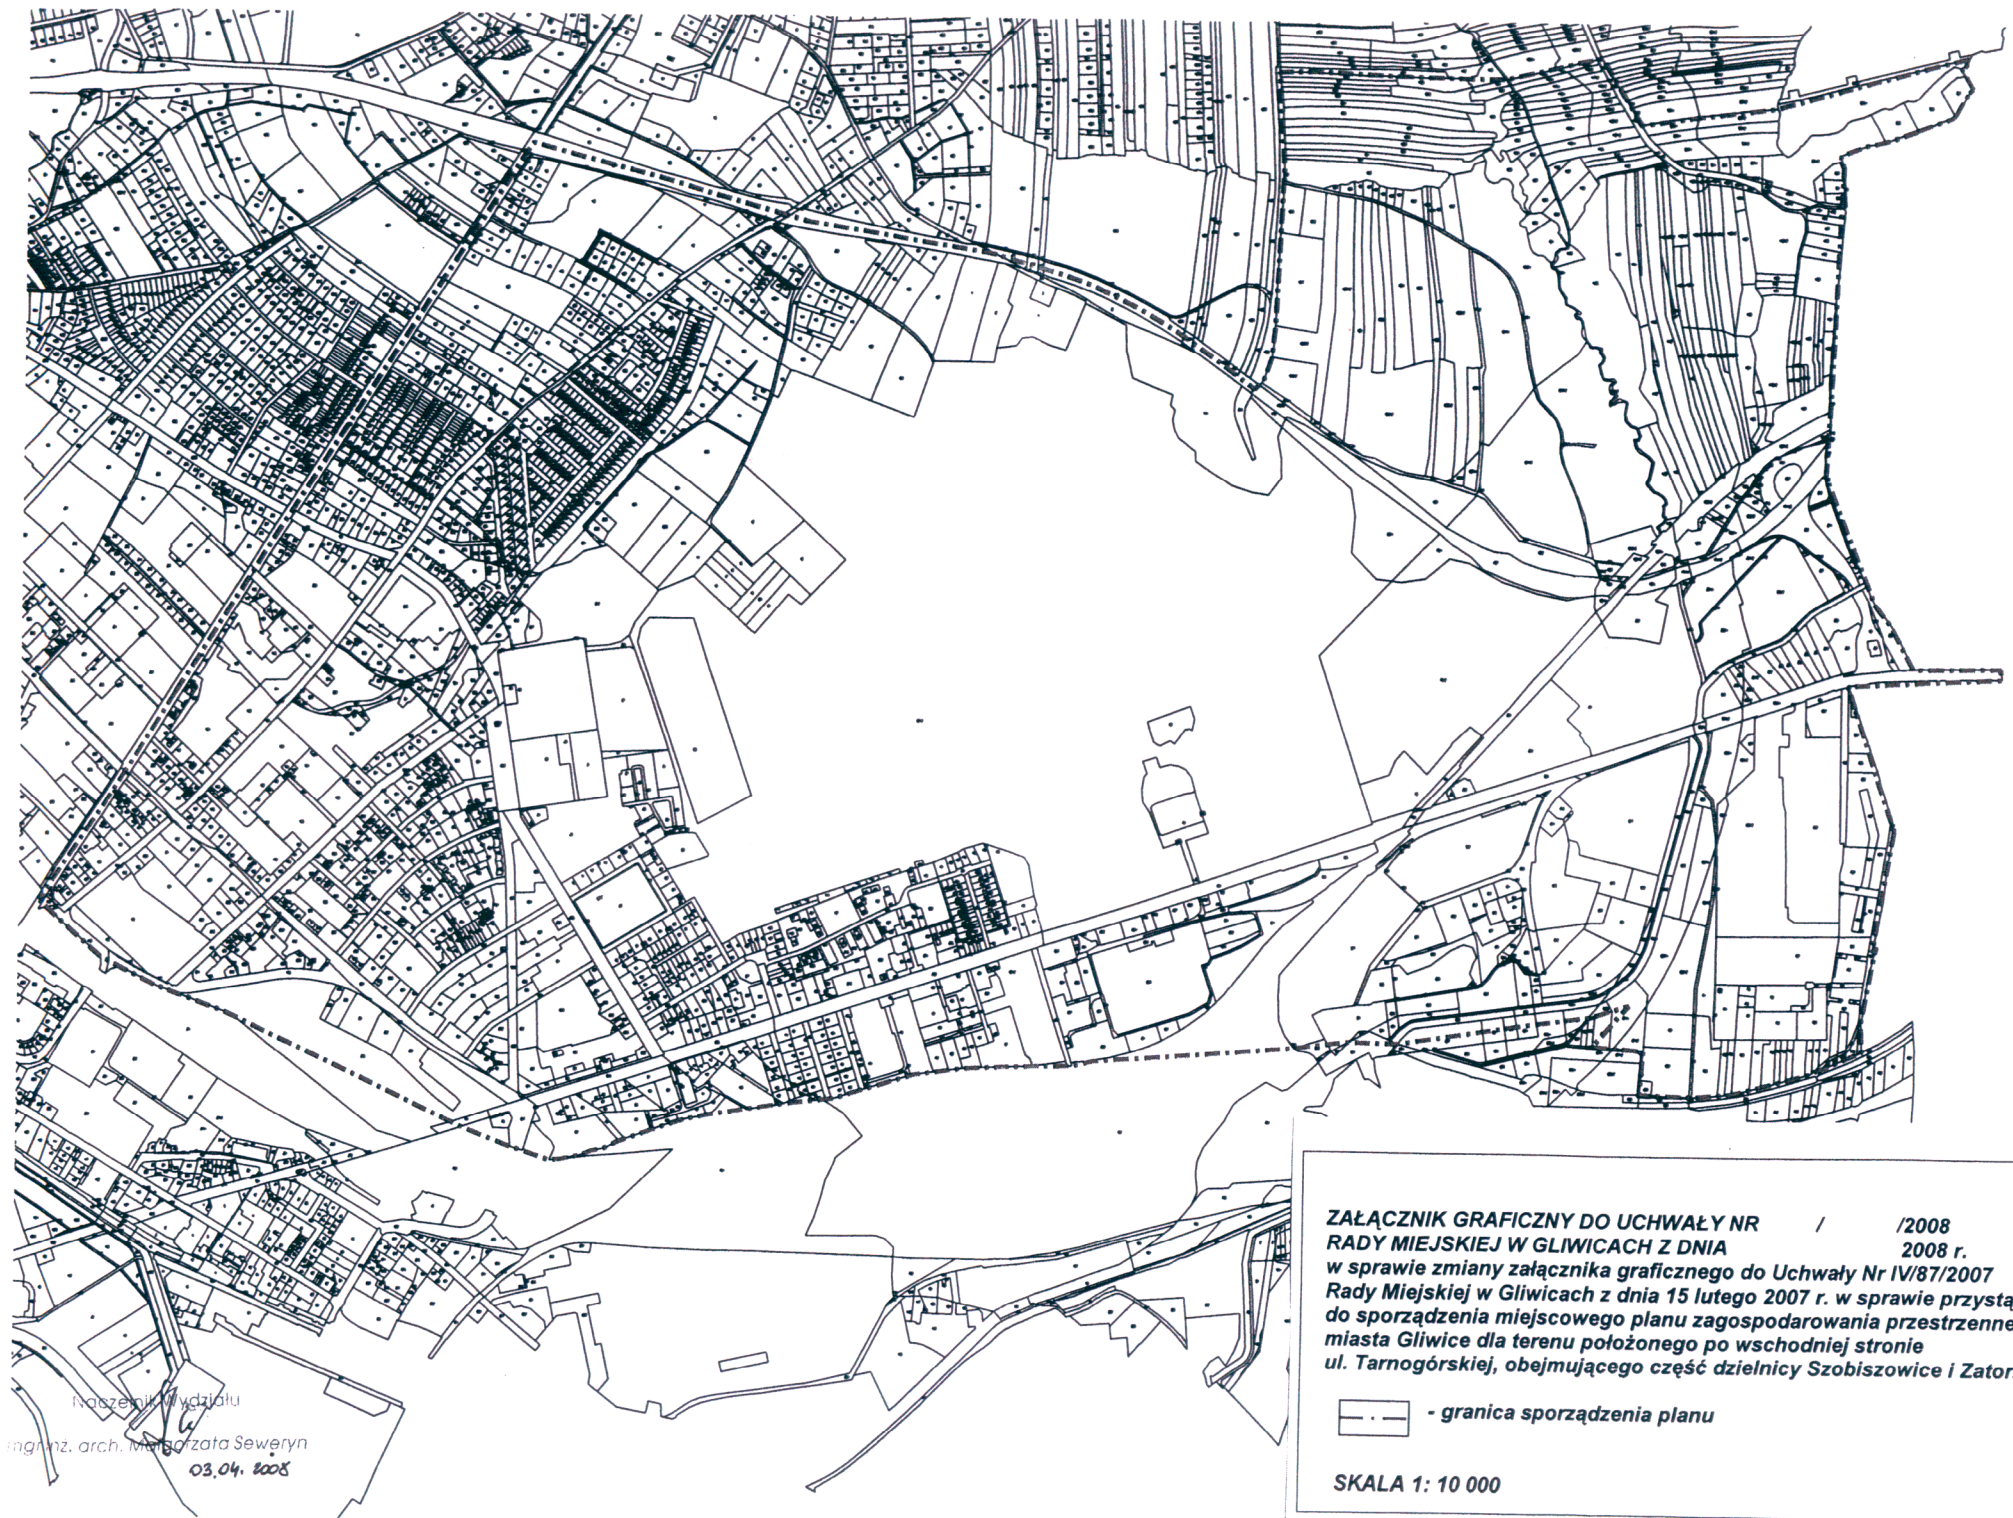 ZAŁĄCZNIK GRAFICZNY DO UCHWAŁY NR / /2008
RADY MIEJSKIEJ W GLIWICACH Z DNIA 2008 r.
w sprawie zmiany załącznika graficznego do Uchwały Nr IV/87/2007
Rady Miejskiej w Gliwicach z dnia 15 lutego 2007 r. w sprawie przystą
do sporządzenia miejscowego planu zagospodarowania przestrzenne
miasta Gliwice dla terenu położonego po wschodniej stronie
ul. Tarnogórskiej, obejmującego część dzielnicy Szobiszowice i Zator
- granica sporządzenia planu
SKALA 1: 10 000
Naczelnik Wydziału
mgr inż. arch. Małgorzata Seweryn
03.04. 2008